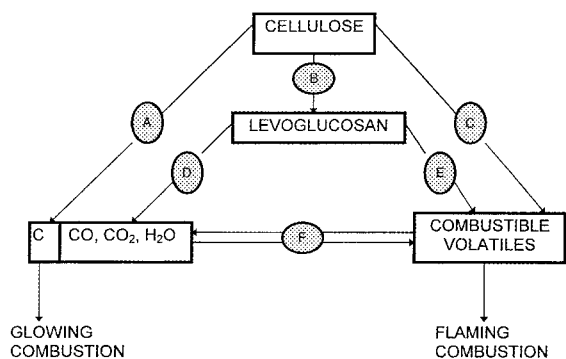 CELLULOSE
B
A
C
LEVOGLUCOSAN
D
E
C
CO, CO₂, H₂O
F
COMBUSTIBLE
VOLATILES
GLOWING
COMBUSTION
FLAMING
COMBUSTION